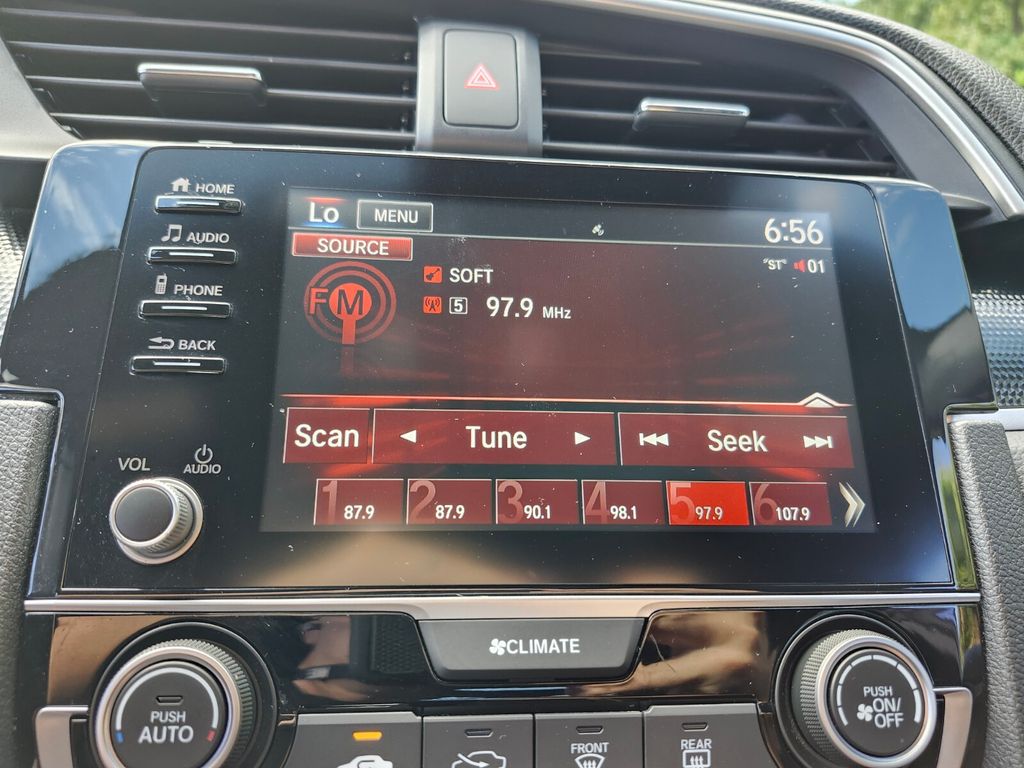 HOME
AUDIO
PHONE
BACK
VOL
AUDIO
Lo MENU 6:56
SOURCE "ST" 01
FM
SOFT
5 97.9 MHz
Scan Tune Seek
1 87.9 2 87.9 3 90.1 4 98.1 5 97.9 6 107.9
CLIMATE
PUSH
AUTO
FRONT
REAR
PUSH
ON/
OFF